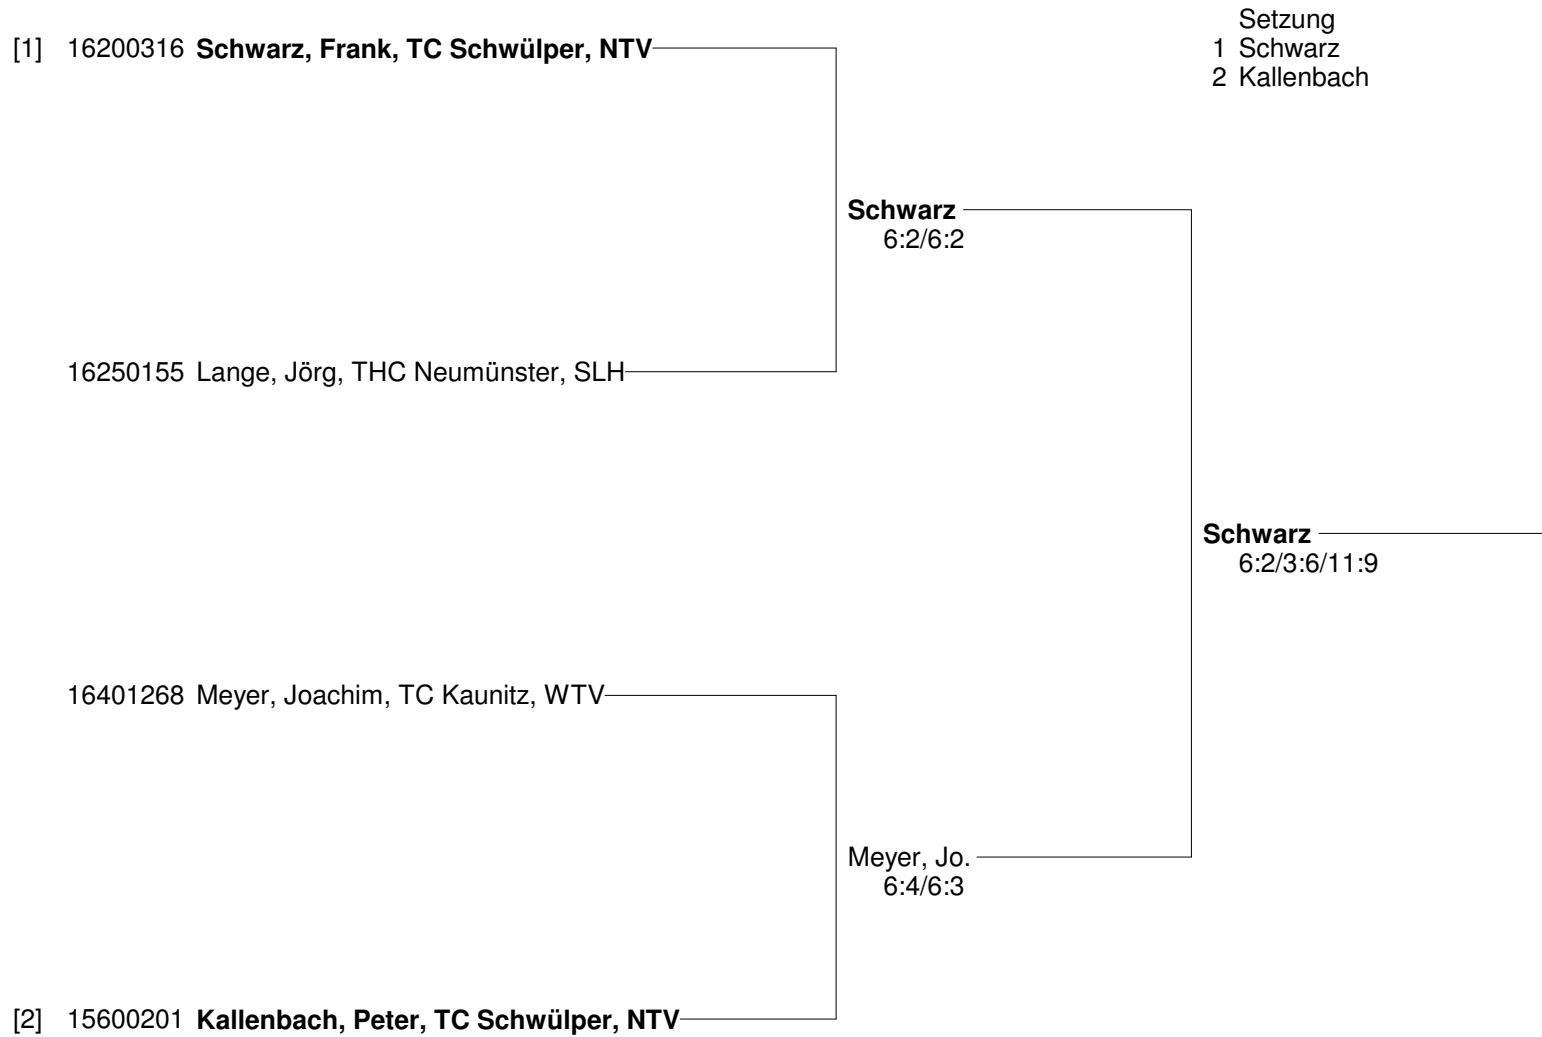 Setzung
1 Schwarz
2 Kallenbach
[1] 16200316 Schwarz, Frank, TC Schwülper, NTV
Schwarz
6:2/6:2
16250155 Lange, Jörg, THC Neumünster, SLH
Schwarz
6:2/3:6/11:9
16401268 Meyer, Joachim, TC Kaunitz, WTV
Meyer, Jo.
6:4/6:3
[2] 15600201 Kallenbach, Peter, TC Schwülper, NTV